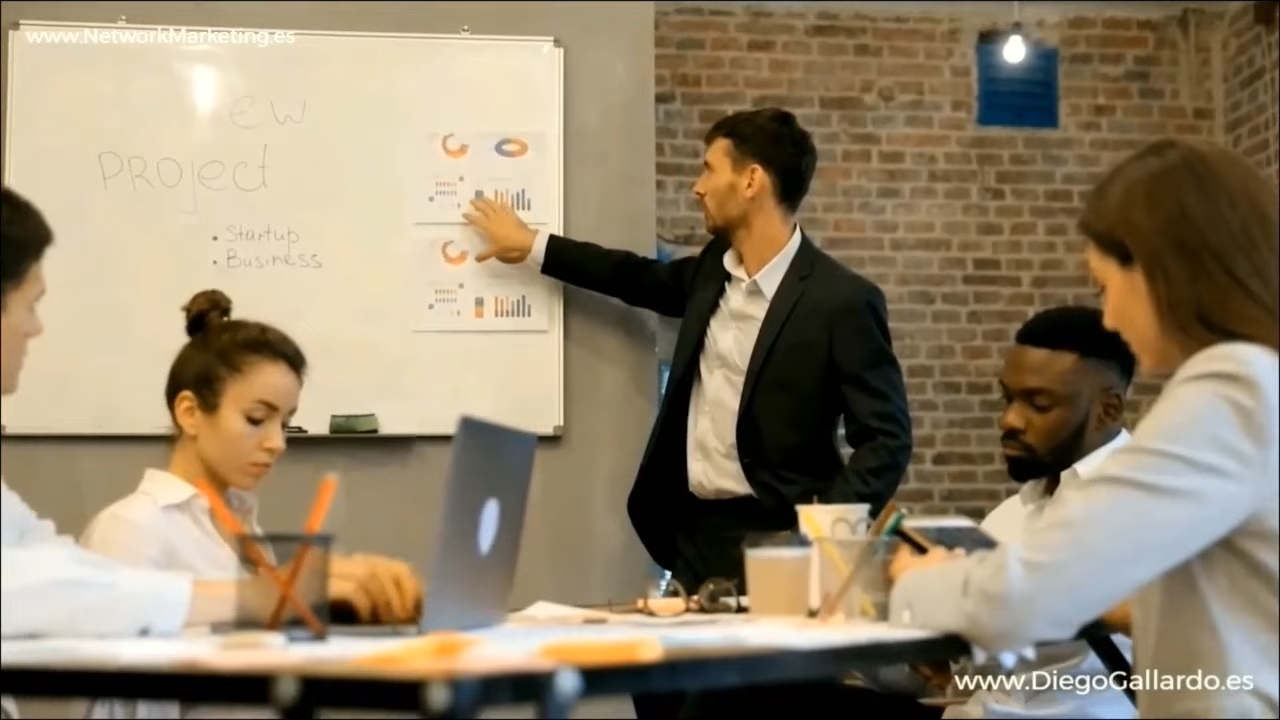 www.NetworkMarketing.es
ew
PROject
• Startup
• Business
www.DiegoGallardo.es